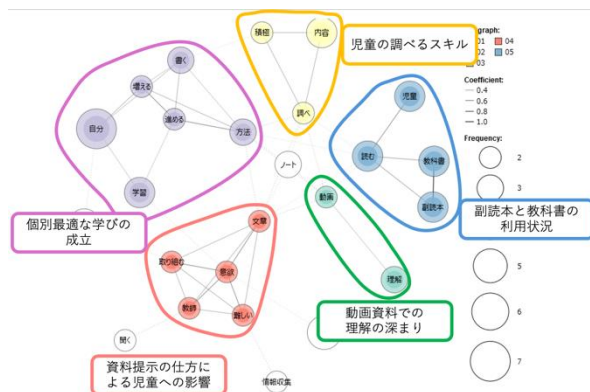 児童の調べるスキル
積極
内容
調べ
書く
増える
進める
自分
方法
学習
個別最適な学びの
成立
ノート
児童
読む
教科書
副読本
副読本と教科書の
利用状況
動画
理解
動画資料での
理解の深まり
文章
取り組む
意欲
教師
難しい
資料提示の仕方
による児童への影響
聞く
情報収集
graph:
01
04
02
05
03
Coefficient:
0.4
0.6
0.8
1.0
Frequency:
2
3
5
6
7